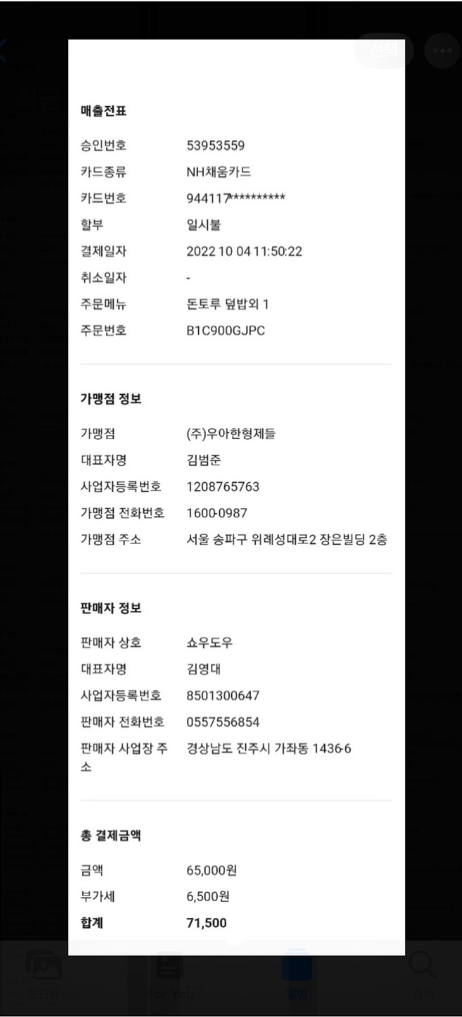 매출전표
승인번호 53953559
카드종류 NH채움카드
카드번호 944117**********
할부 일시불
결제일자 2022 10 04 11:50:22
취소일자 -
주문메뉴 돈토루 덮밥외 1
주문번호 B1C900GJPC
가맹점 정보
가맹점 (주)우아한형제들
대표자명 김범준
사업자등록번호 1208765763
가맹점 전화번호 1600-0987
가맹점 주소 서울 송파구 위례성대로2 장은빌딩 2층
판매자 정보
판매자 상호 쇼우도우
대표자명 김영대
사업자등록번호 8501300647
판매자 전화번호 0557556854
판매자 사업장 주 경상남도 진주시 가좌동 1436-6
소
총 결제금액
금액 65,000원
부가세 6,500원
합계 71,500